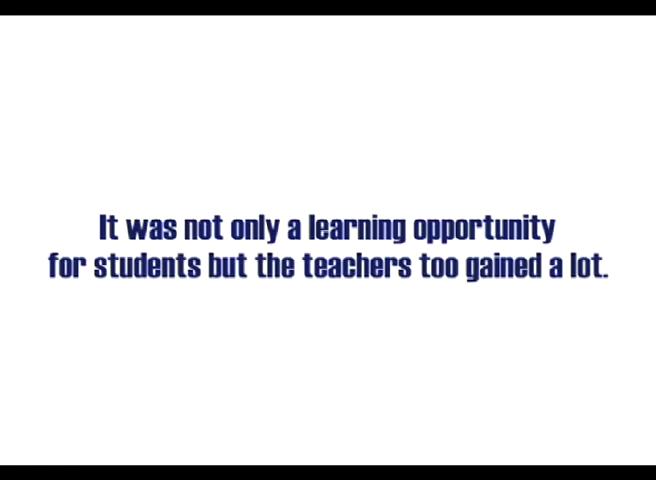 It was not only a learning opportunity
for students but the teachers too gained a lot.